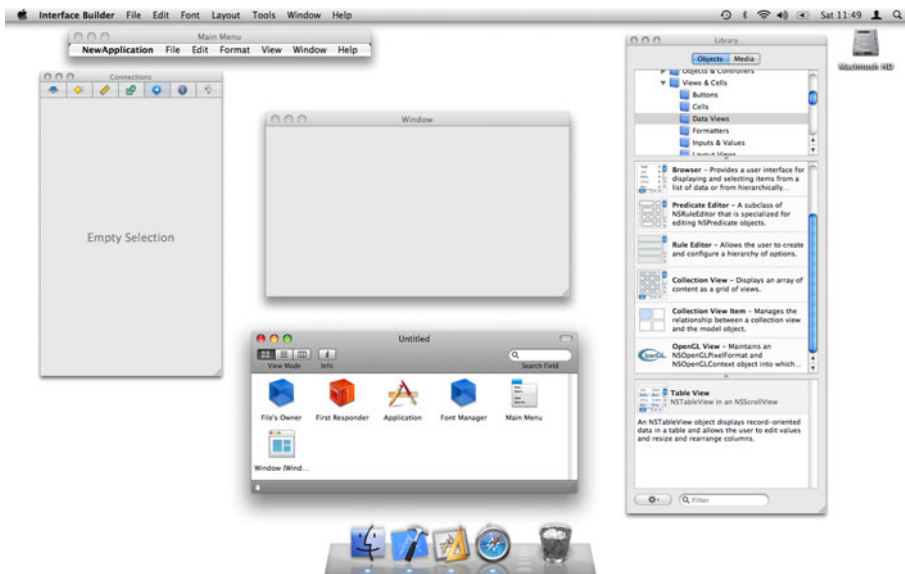 Interface Builder File Edit Font Layout Tools Window Help
Sat 11:49
Main Menu
NewApplication File Edit Format View Window Help
Connections
Empty Selection
Window
Untitled
View Mode
Info
Search Field
File's Owner
First Responder
Application
Font Manager
Main Menu
Window (Wind...
Library
Objects Media
Objects & Controllers
Views & Cells
Buttons
Cells
Data Views
Formatters
Inputs & Values
Layout Views
Browser – Provides a user interface for
displaying and selecting items from a
list of data or from hierarchically...
Predicate Editor – A subclass of
NSRuleEditor that is specialized for
editing NSPredicate objects.
Rule Editor – Allows the user to create
and configure a hierarchy of options.
Collection View – Displays an array of
content as a grid of views.
Collection View Item – Manages the
relationship between a collection view
and the model object.
OpenGL
OpenGL View – Maintains an
NSOpenGLPixelFormat and
NSOpenGLContext object into which...
Table View
NSTableView in an NSScrollView
An NSTableView object displays record-oriented
data in a table and allows the user to edit values
and resize and rearrange columns.
Filter
Macintosh HD